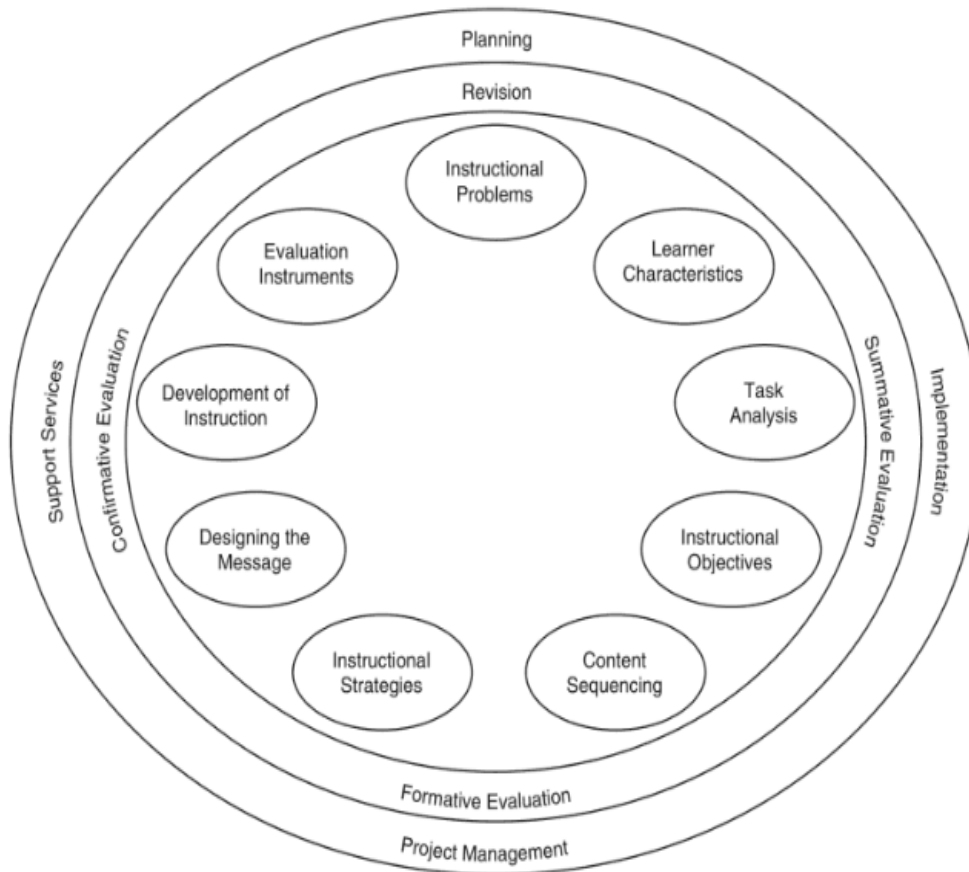 Planning
Revision
Instructional
Problems
Evaluation
Instruments
Learner
Characteristics
Development of
Instruction
Task
Analysis
Support Services
Confirmative Evaluation
Summative Evaluation
Implementation
Designing the
Message
Instructional
Objectives
Instructional
Strategies
Content
Sequencing
Formative Evaluation
Project Management